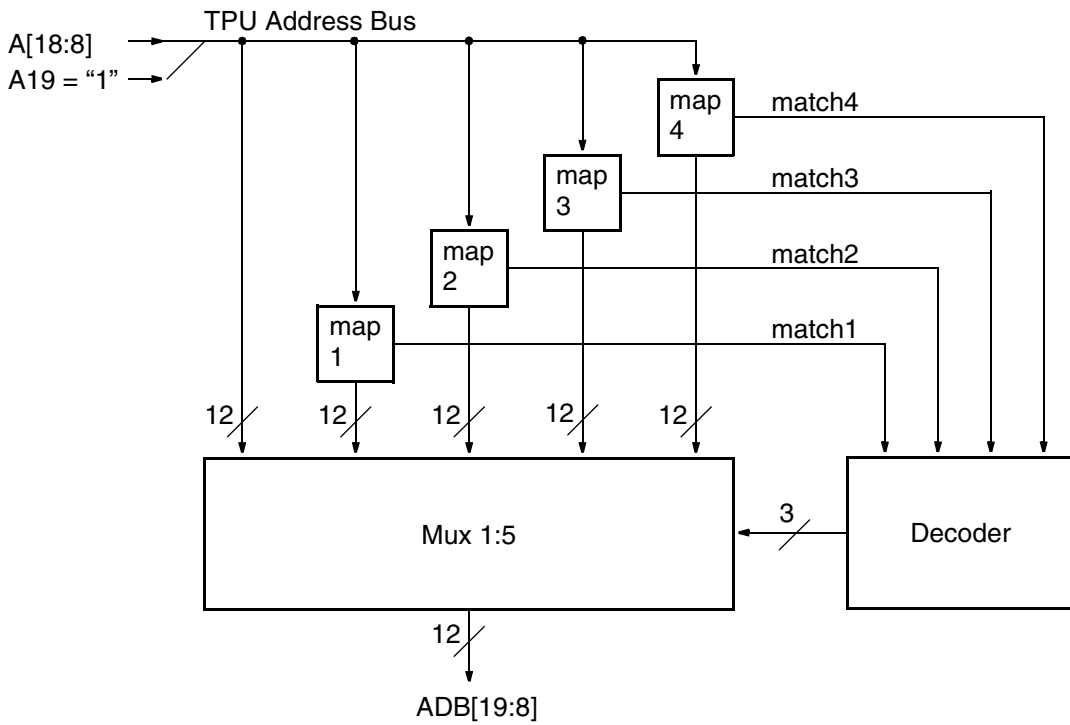 TPU Address Bus
A[18:8]
A19 = “1”
map
4
match4
map
3
match3
map
2
match2
map
1
match1
12
12
12
12
12
Mux 1:5
3
Decoder
12
ADB[19:8]